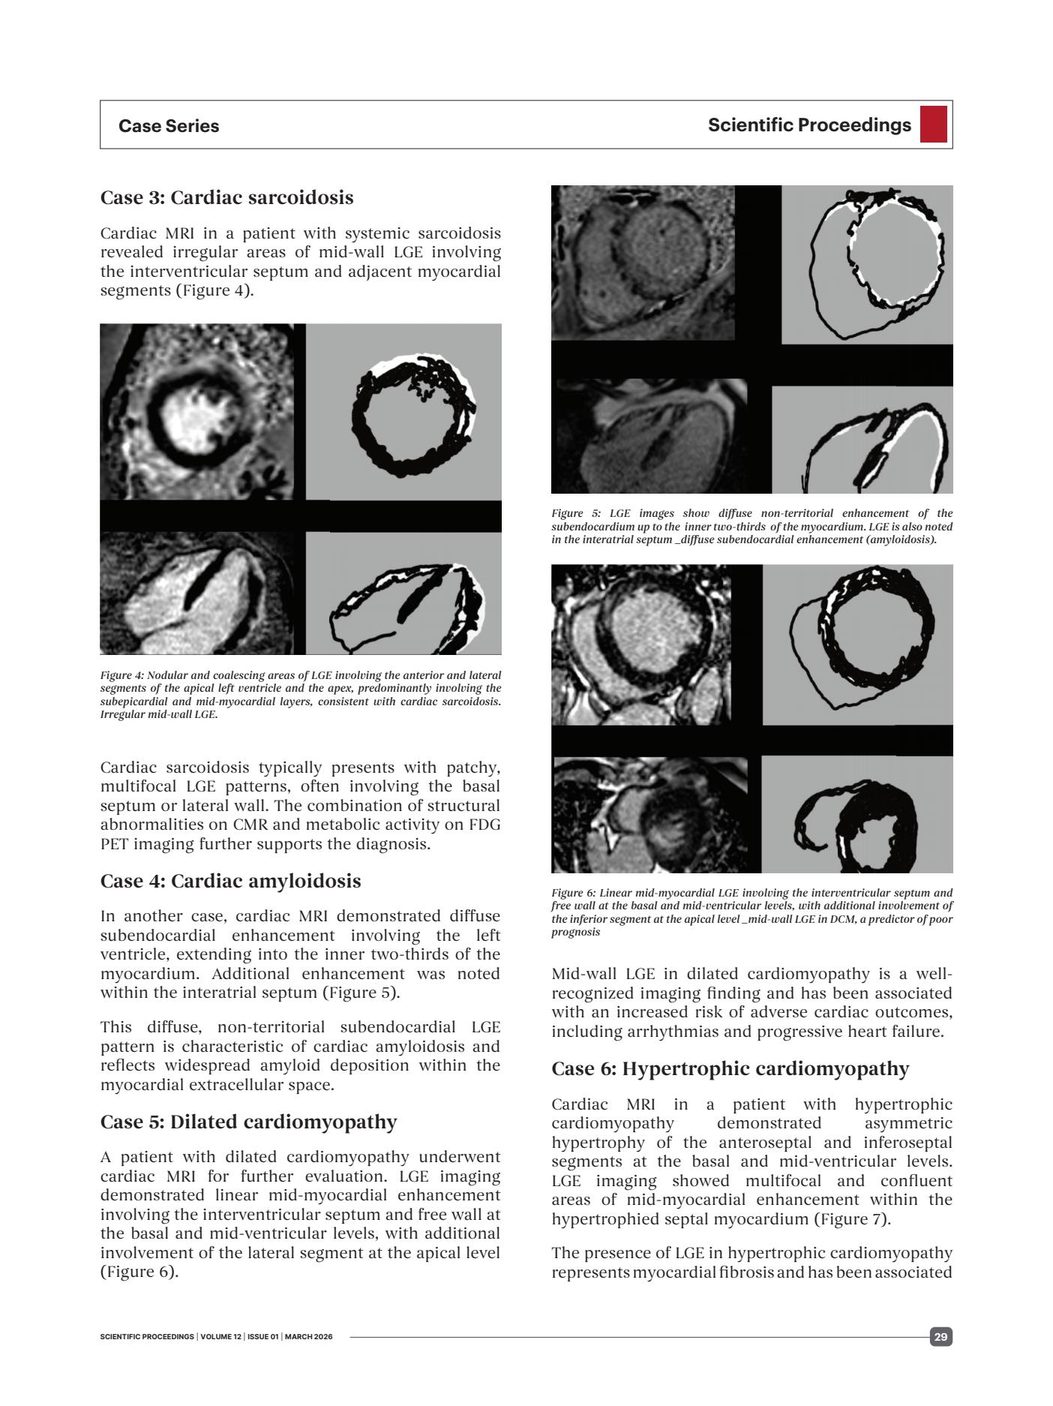 Case Series
Scientific Proceedings
Case 3: Cardiac sarcoidosis
Cardiac MRI in a patient with systemic sarcoidosis
revealed irregular areas of mid-wall LGE involving
the interventricular septum and adjacent myocardial
segments (Figure 4).
Figure 4: Nodular and coalescing areas of LGE involving the anterior and lateral
segments of the apical left ventricle and the apex, predominantly involving the
subepicardial and mid-myocardial layers, consistent with cardiac sarcoidosis.
Irregular mid-wall LGE.
Cardiac sarcoidosis typically presents with patchy,
multifocal LGE patterns, often involving the basal
septum or lateral wall. The combination of structural
abnormalities on CMR and metabolic activity on FDG
PET imaging further supports the diagnosis.
Case 4: Cardiac amyloidosis
In another case, cardiac MRI demonstrated diffuse
subendocardial enhancement involving the left
ventricle, extending into the inner two-thirds of the
myocardium. Additional enhancement was noted
within the interatrial septum (Figure 5).
This diffuse, non-territorial subendocardial LGE
pattern is characteristic of cardiac amyloidosis and
reflects widespread amyloid deposition within the
myocardial extracellular space.
Case 5: Dilated cardiomyopathy
A patient with dilated cardiomyopathy underwent
cardiac MRI for further evaluation. LGE imaging
demonstrated linear mid-myocardial enhancement
involving the interventricular septum and free wall at
the basal and mid-ventricular levels, with additional
involvement of the lateral segment at the apical level
(Figure 6).
Figure 5: LGE images show diffuse non-territorial enhancement of the
subendocardium up to the inner two-thirds of the myocardium. LGE is also noted
in the interatrial septum _diffuse subendocardial enhancement (amyloidosis).
Figure 6: Linear mid-myocardial LGE involving the interventricular septum and
free wall at the basal and mid-ventricular levels, with additional involvement of
the inferior segment at the apical level _mid-wall LGE in DCM, a predictor of poor
prognosis
Mid-wall LGE in dilated cardiomyopathy is a well-
recognized imaging finding and has been associated
with an increased risk of adverse cardiac outcomes,
including arrhythmias and progressive heart failure.
Case 6: Hypertrophic cardiomyopathy
Cardiac MRI in a patient with hypertrophic
cardiomyopathy demonstrated asymmetric
hypertrophy of the anteroseptal and inferoseptal
segments at the basal and mid-ventricular levels.
LGE imaging showed multifocal and confluent
areas of mid-myocardial enhancement within the
hypertrophied septal myocardium (Figure 7).
The presence of LGE in hypertrophic cardiomyopathy
represents myocardial fibrosis and has been associated
SCIENTIFIC PROCEEDINGS | VOLUME 12 | ISSUE 01 | MARCH 2026
29